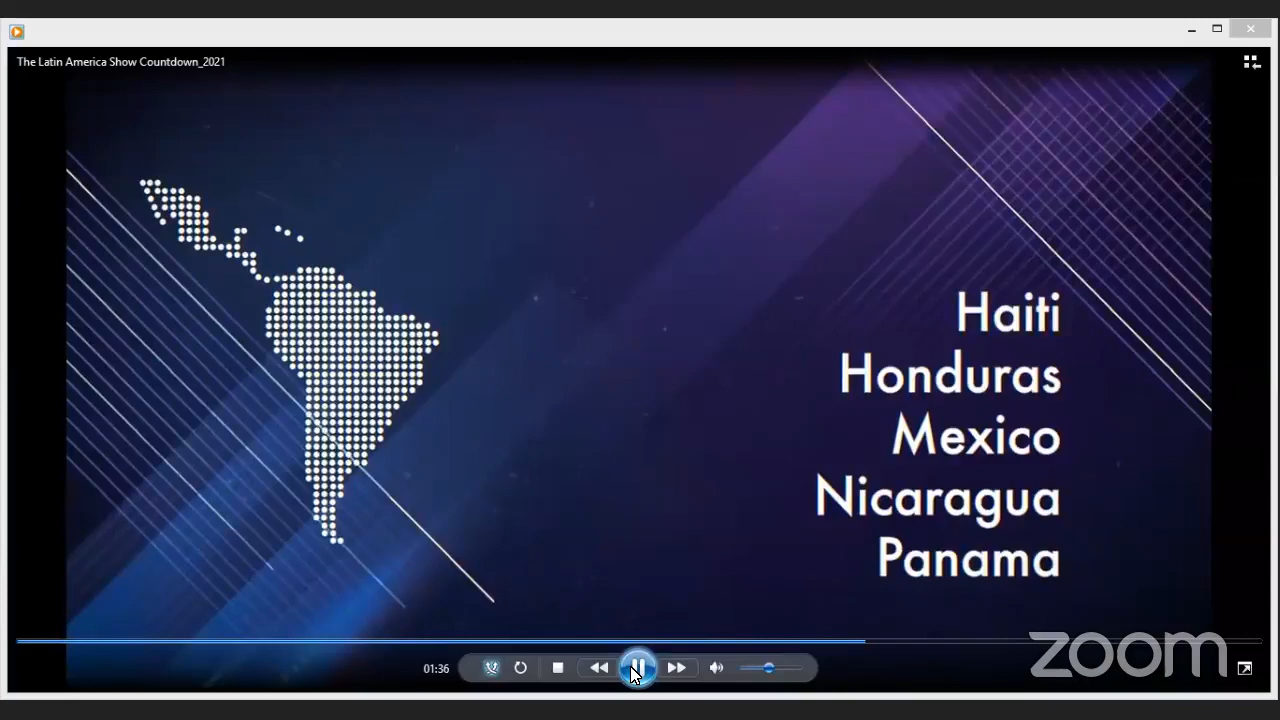 The Latin America Show Countdown_2021
Haiti
Honduras
Mexico
Nicaragua
Panama
01:36
zoom